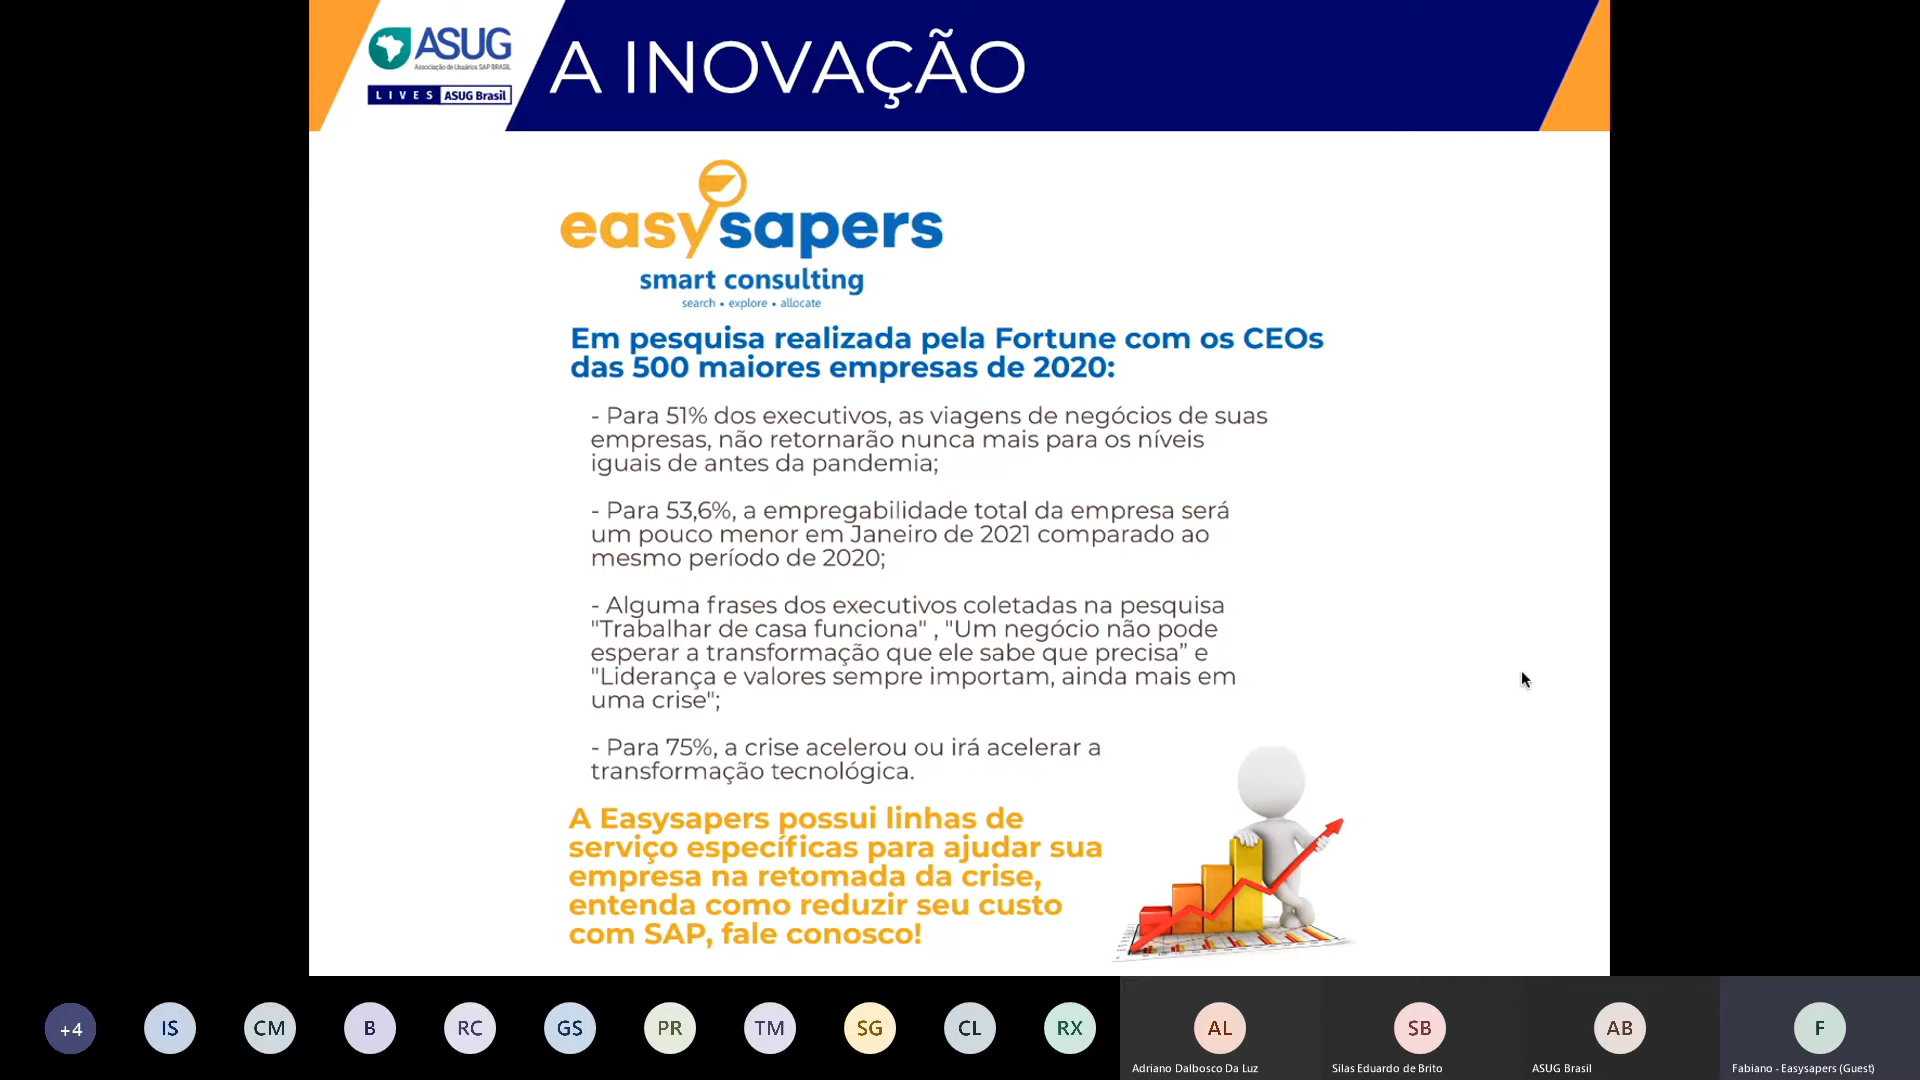 ASUG
Associação de Usuários SAP BRASIL
LIVES ASUG Brasil
A INOVAÇÃO
easysapers
smart consulting
search • explore • allocate
Em pesquisa realizada pela Fortune com os CEOs
das 500 maiores empresas de 2020:
- Para 51% dos executivos, as viagens de negócios de suas
empresas, não retornarão nunca mais para os níveis
iguais de antes da pandemia;
- Para 53,6%, a empregabilidade total da empresa será
um pouco menor em Janeiro de 2021 comparado ao
mesmo período de 2020;
- Alguma frases dos executivos coletadas na pesquisa
"Trabalhar de casa funciona" , "Um negócio não pode
esperar a transformação que ele sabe que precisa” e
"Liderança e valores sempre importam, ainda mais em
uma crise";
- Para 75%, a crise acelerou ou irá acelerar a
transformação tecnológica.
A Easysapers possui linhas de
serviço específicas para ajudar sua
empresa na retomada da crise,
entenda como reduzir seu custo
com SAP, fale conosco!
+4 IS CM B RC GS PR TM SG CL RX AL SB AB F
Adriano Dalbosco Da Luz Silas Eduardo de Brito ASUG Brasil Fabiano - Easysapers (Guest)